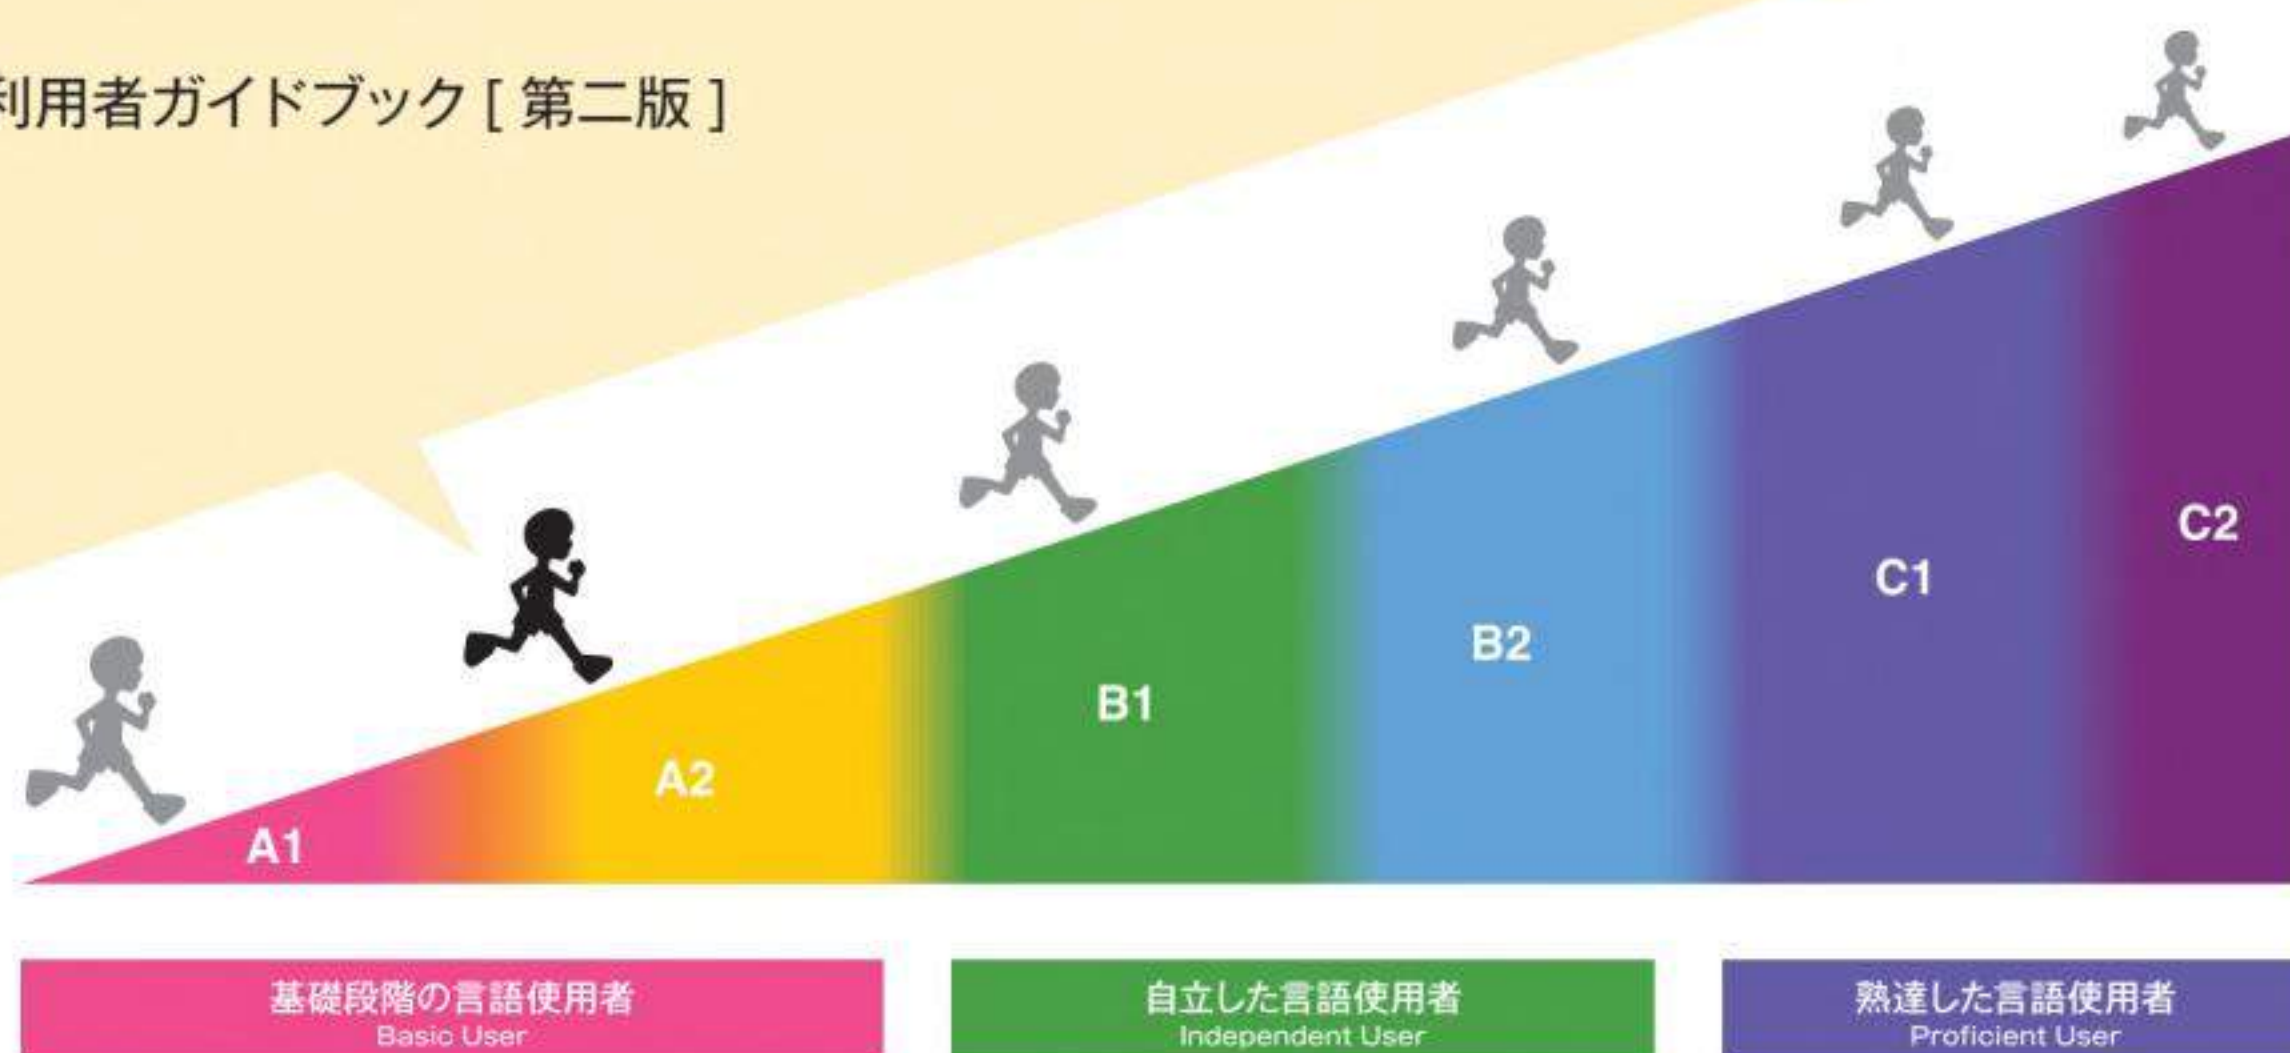 利用者ガイドブック [ 第二版 ]
A1
A2
B1
B2
C1
C2
基礎段階の言語使用者
Basic User
自立した言語使用者
Independent User
熟達した言語使用者
Proficient User